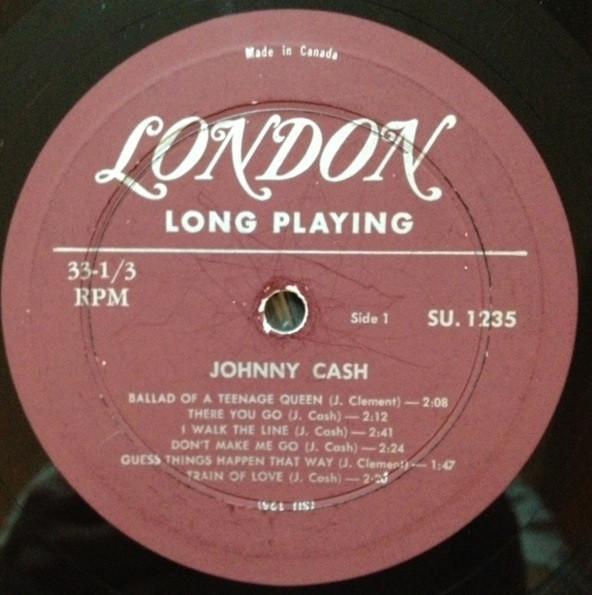 Made in Canada
LONDON
LONG PLAYING
33-1/3
RPM
Side 1
SU. 1235
JOHNNY CASH
BALLAD OF A TEENAGE QUEEN (J. Clement) — 2:08
THERE YOU GO (J. Cash) — 2:12
I WALK THE LINE (J. Cash) — 2:41
DON'T MAKE ME GO (J. Cash) — 2:24
GUESS THINGS HAPPEN THAT WAY (J. Clement) — 1:47
TRAIN OF LOVE (J. Cash) —